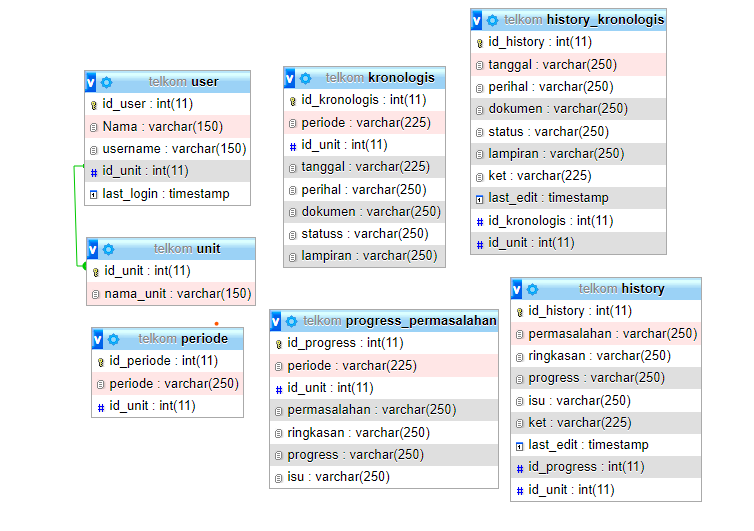 telkom user
id_user : int(11)
Nama : varchar(150)
username : varchar(150)
id_unit : int(11)
last_login : timestamp
telkom unit
id_unit : int(11)
nama_unit : varchar(150)
telkom periode
id_periode : int(11)
periode : varchar(250)
id_unit : int(11)
telkom kronologis
id_kronologis : int(11)
periode : varchar(225)
id_unit : int(11)
tanggal : varchar(225)
perihal : varchar(250)
dokumen : varchar(250)
statuss : varchar(250)
lampiran : varchar(250)
telkom progress_permasalahan
id_progress : int(11)
periode : varchar(225)
id_unit : int(11)
permasalahan : varchar(250)
ringkasan : varchar(250)
progress : varchar(250)
isu : varchar(250)
telkom history_kronologis
id_history : int(11)
tanggal : varchar(250)
perihal : varchar(250)
dokumen : varchar(250)
status : varchar(250)
lampiran : varchar(250)
ket : varchar(225)
last_edit : timestamp
id_kronologis : int(11)
id_unit : int(11)
telkom history
id_history : int(11)
permasalahan : varchar(250)
ringkasan : varchar(250)
progress : varchar(250)
isu : varchar(250)
ket : varchar(225)
last_edit : timestamp
id_progress : int(11)
id_unit : int(11)